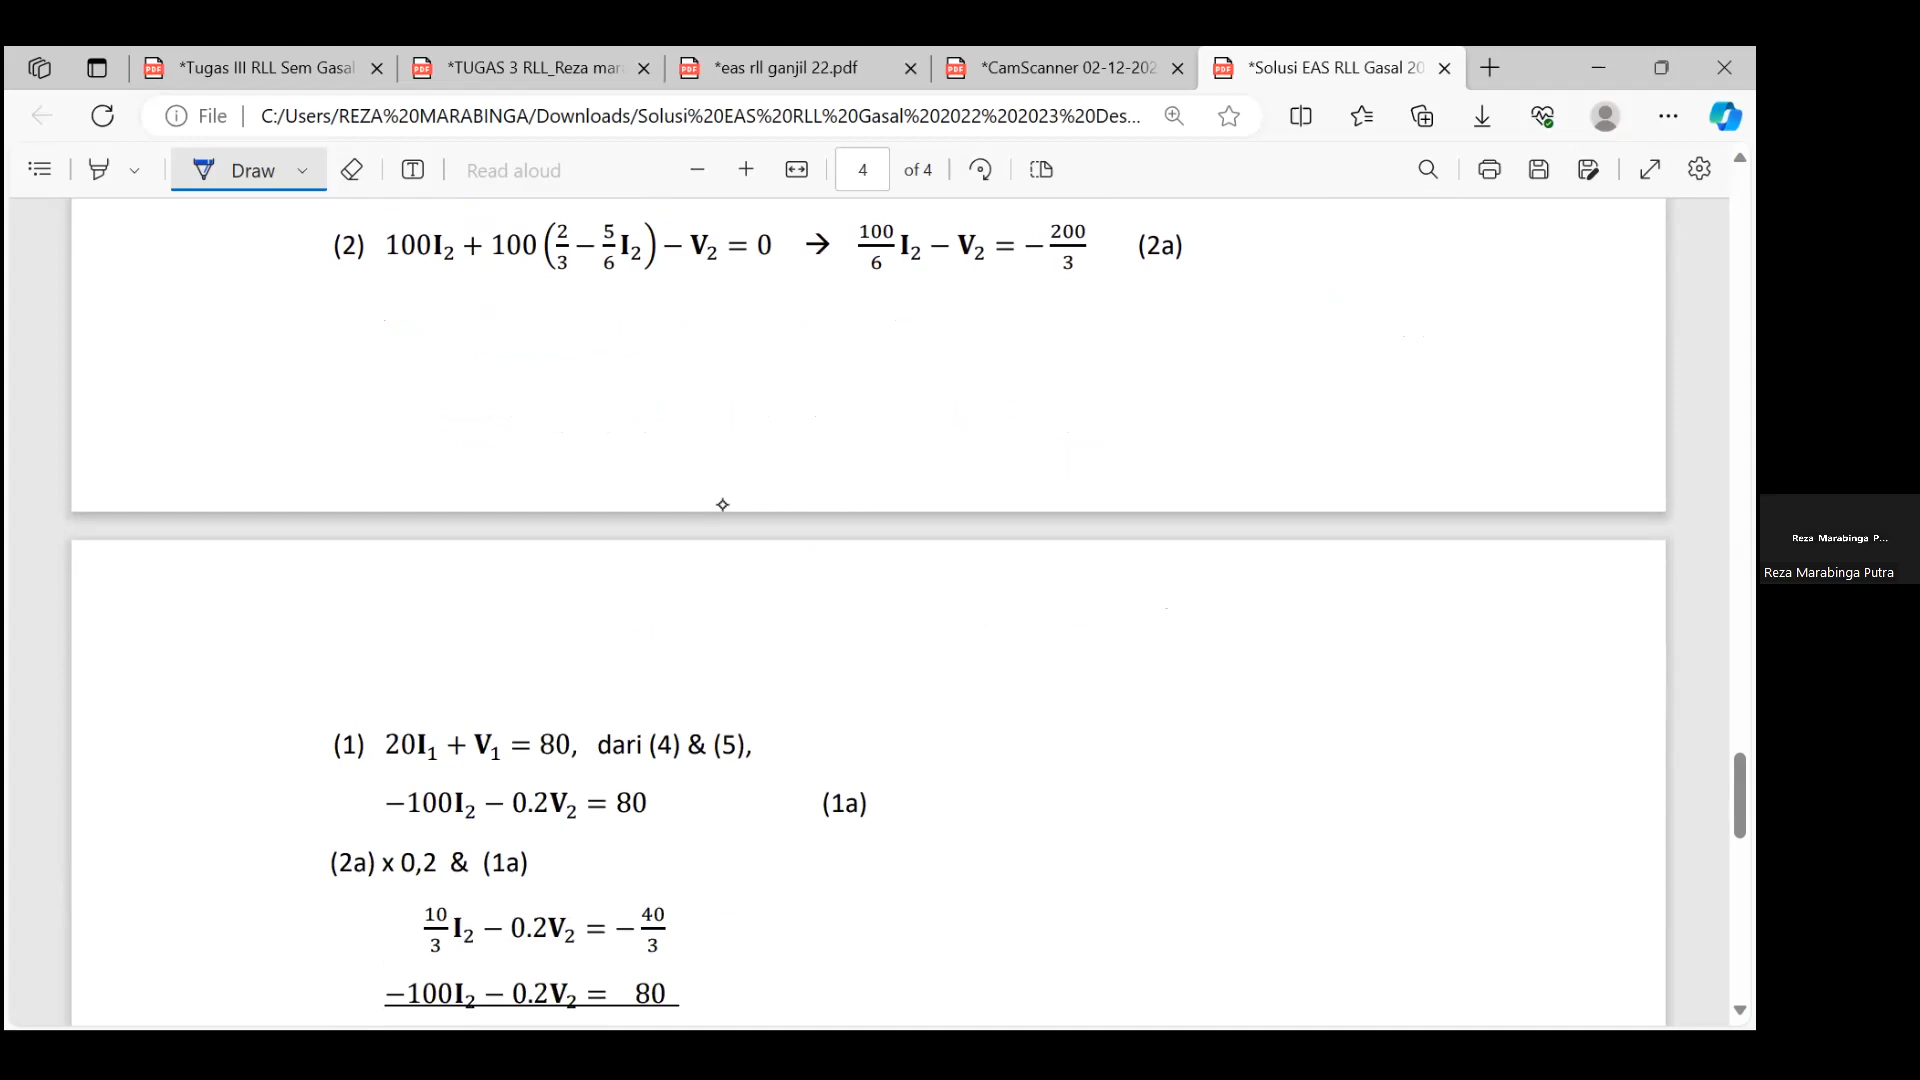 *Tugas III RLL Sem Gasal
*TUGAS 3 RLL_Reza mar
*eas rll ganjil 22.pdf
*CamScanner 02-12-202
*Solusi EAS RLL Gasal 20
File
C:/Users/REZA%20MARABINGA/Downloads/Solusi%20EAS%20RLL%20Gasal%202022%202023%20Des...
Draw
Read aloud
4 of 4
(2) 100I₂ + 100(2/3 − 5/6 I₂) − V₂ = 0 → 100/6 I₂ − V₂ = − 200/3 (2a)
(1) 20I₁ + V₁ = 80, dari (4) & (5),
−100I₂ − 0.2V₂ = 80 (1a)
(2a) x 0,2 & (1a)
10/3 I₂ − 0.2V₂ = − 40/3
−100I₂ − 0.2V₂ = 80
Reza Marabinga P...
Reza Marabinga Putra